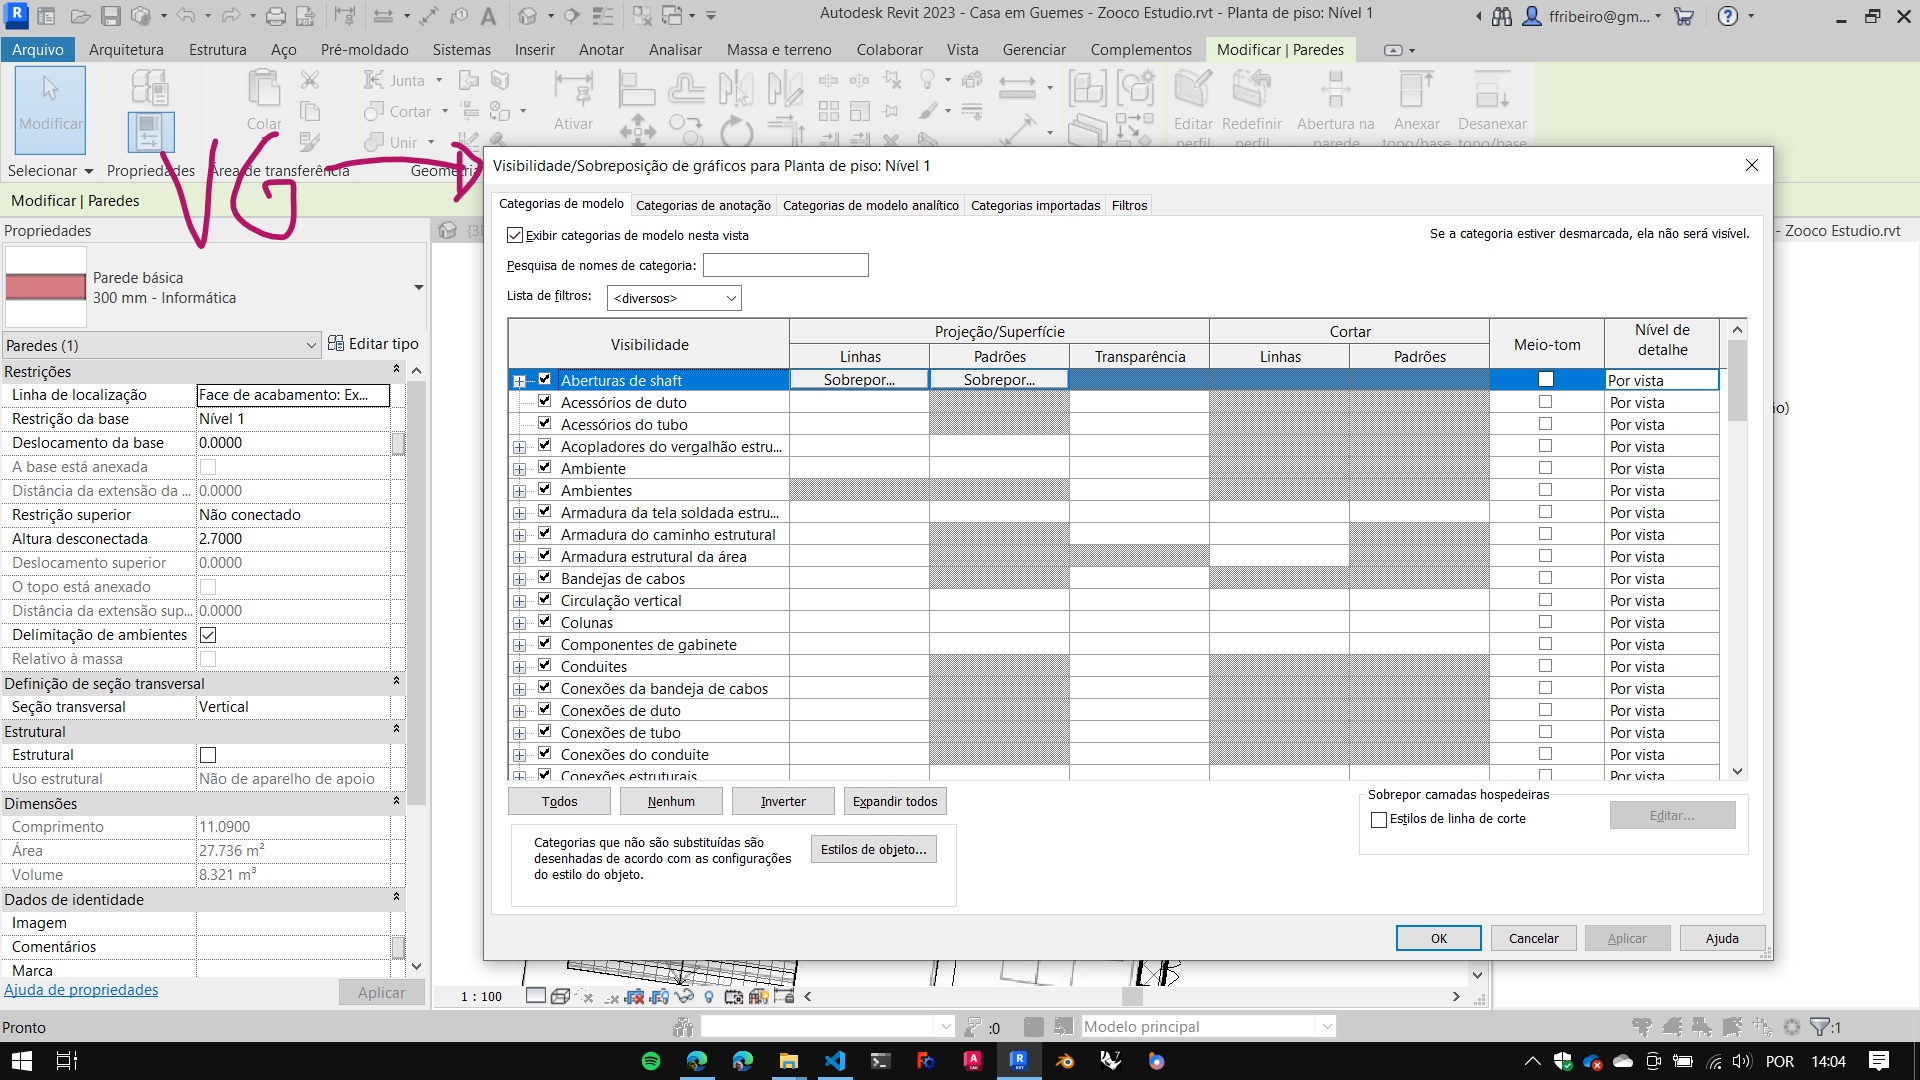 Autodesk Revit 2023 - Casa em Guemes - Zooco Estudio.rvt - Planta de piso: Nível 1
ffribeiro@gm...
Arquivo Arquitetura Estrutura Aço Pré-moldado Sistemas Inserir Anotar Analisar Massa e terreno Colaborar Vista Gerenciar Complementos Modificar | Paredes
Modificar
Colar
Junta
Cortar
Unir
Ativar
Editar perfil
Redefinir perfil
Abertura na parede
Anexar topo/base
Desanexar topo/base
Selecionar Propriedades Área de transferência Geometria
VG
Modificar | Paredes
Propriedades
Parede básica
300 mm - Informática
Paredes (1) Editar tipo
Restrições
Linha de localização Face de acabamento: Ex...
Restrição da base Nível 1
Deslocamento da base 0.0000
A base está anexada
Distância da extensão da ... 0.0000
Restrição superior Não conectado
Altura desconectada 2.7000
Deslocamento superior 0.0000
O topo está anexado
Distância da extensão sup... 0.0000
Delimitação de ambientes
Relativo à massa
Definição de seção transversal
Seção transversal Vertical
Estrutural
Estrutural
Uso estrutural Não de aparelho de apoio
Dimensões
Comprimento 11.0900
Área 27.736 m²
Volume 8.321 m³
Dados de identidade
Imagem
Comentários
Marca
Ajuda de propriedades Aplicar
{3D
- Zooco Estudio.rvt
io)
Visibilidade/Sobreposição de gráficos para Planta de piso: Nível 1
Categorias de modelo Categorias de anotação Categorias de modelo analítico Categorias importadas Filtros
Exibir categorias de modelo nesta vista Se a categoria estiver desmarcada, ela não será visível.
Pesquisa de nomes de categoria:
Lista de filtros: <diversos>
Visibilidade Projeção/Superfície Cortar Meio-tom Nível de detalhe
Linhas Padrões Transparência Linhas Padrões
Aberturas de shaft Sobrepor... Sobrepor... Por vista
Acessórios de duto Por vista
Acessórios do tubo Por vista
Acopladores do vergalhão estru... Por vista
Ambiente Por vista
Ambientes Por vista
Armadura da tela soldada estru... Por vista
Armadura do caminho estrutural Por vista
Armadura estrutural da área Por vista
Bandejas de cabos Por vista
Circulação vertical Por vista
Colunas Por vista
Componentes de gabinete Por vista
Conduites Por vista
Conexões da bandeja de cabos Por vista
Conexões de duto Por vista
Conexões de tubo Por vista
Conexões do conduite Por vista
Conexões estruturais Por vista
Todos Nenhum Inverter Expandir todos
Categorias que não são substituídas são
desenhadas de acordo com as configurações
do estilo do objeto.
Estilos de objeto...
Sobrepor camadas hospedeiras
Estilos de linha de corte Editar...
OK Cancelar Aplicar Ajuda
1 : 100
Pronto :0 Modelo principal :1
POR 14:04